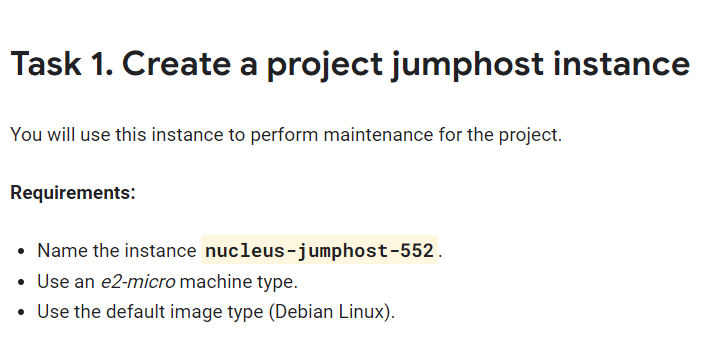 Task 1. Create a project jumphost instance
You will use this instance to perform maintenance for the project.
Requirements:
• Name the instance nucleus-jumphost-552.
• Use an e2-micro machine type.
• Use the default image type (Debian Linux).